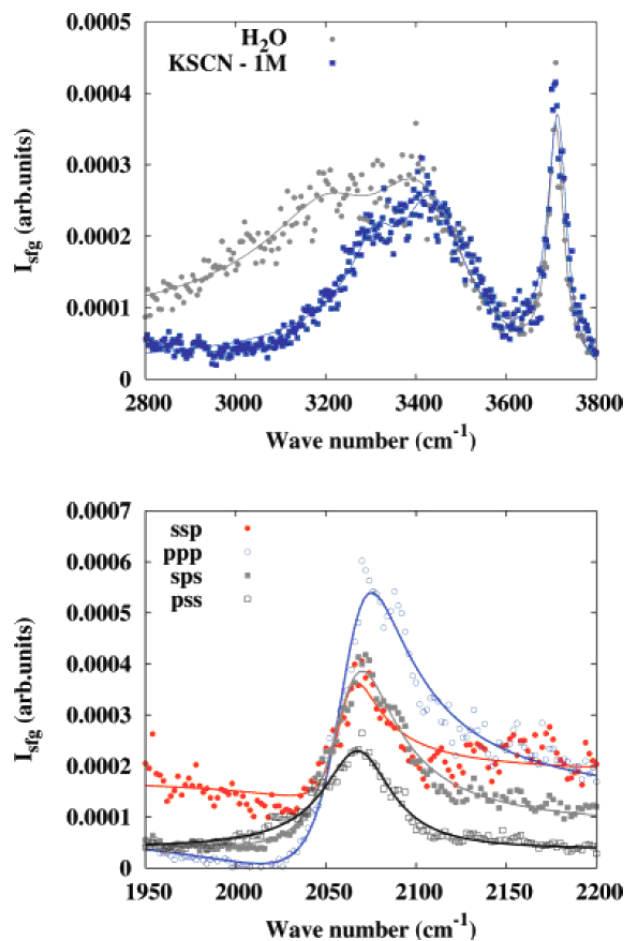 0.0005
0.0004
0.0003
0.0002
0.0001
0
I_sfg (arb.units)
H₂O
KSCN - 1M
2800 3000 3200 3400 3600 3800
Wave number (cm⁻¹)
0.0007
0.0006
0.0005
0.0004
0.0003
0.0002
0.0001
0
I_sfg (arb.units)
ssp
ppp
sps
pss
1950 2000 2050 2100 2150 2200
Wave number (cm⁻¹)